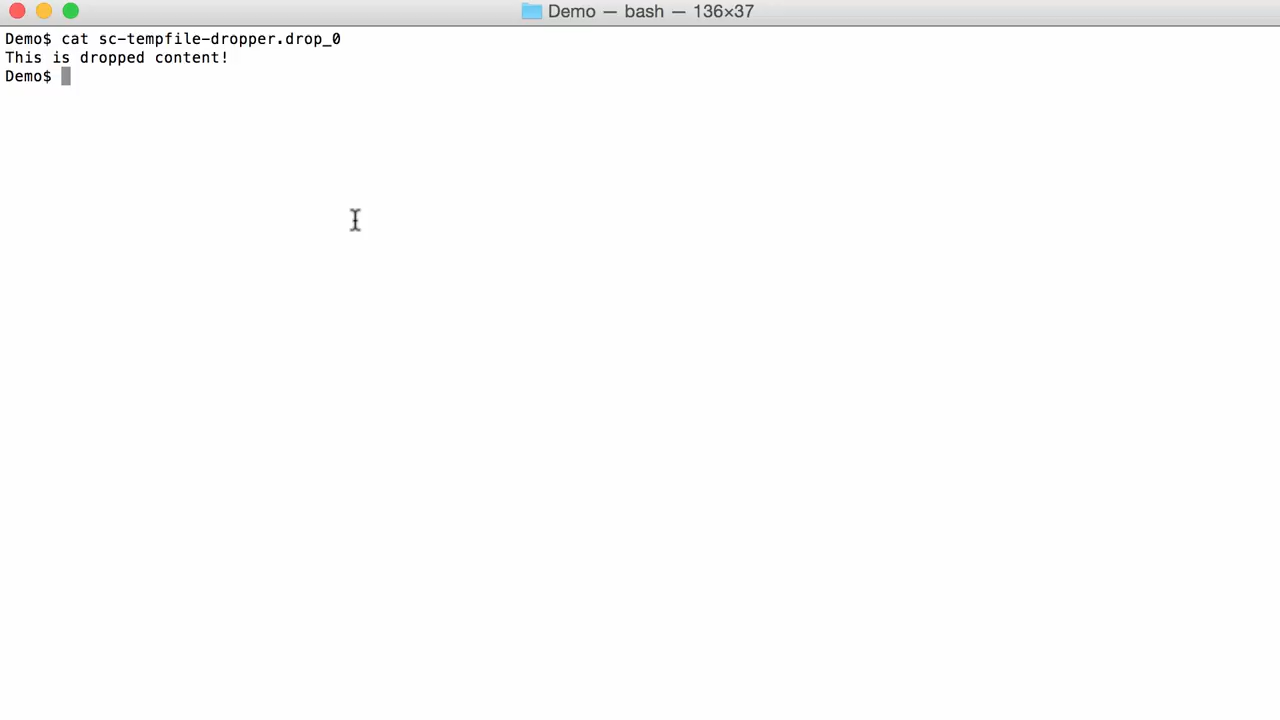 Demo — bash — 136×37
Demo$ cat sc-tempfile-dropper.drop_0
This is dropped content!
Demo$